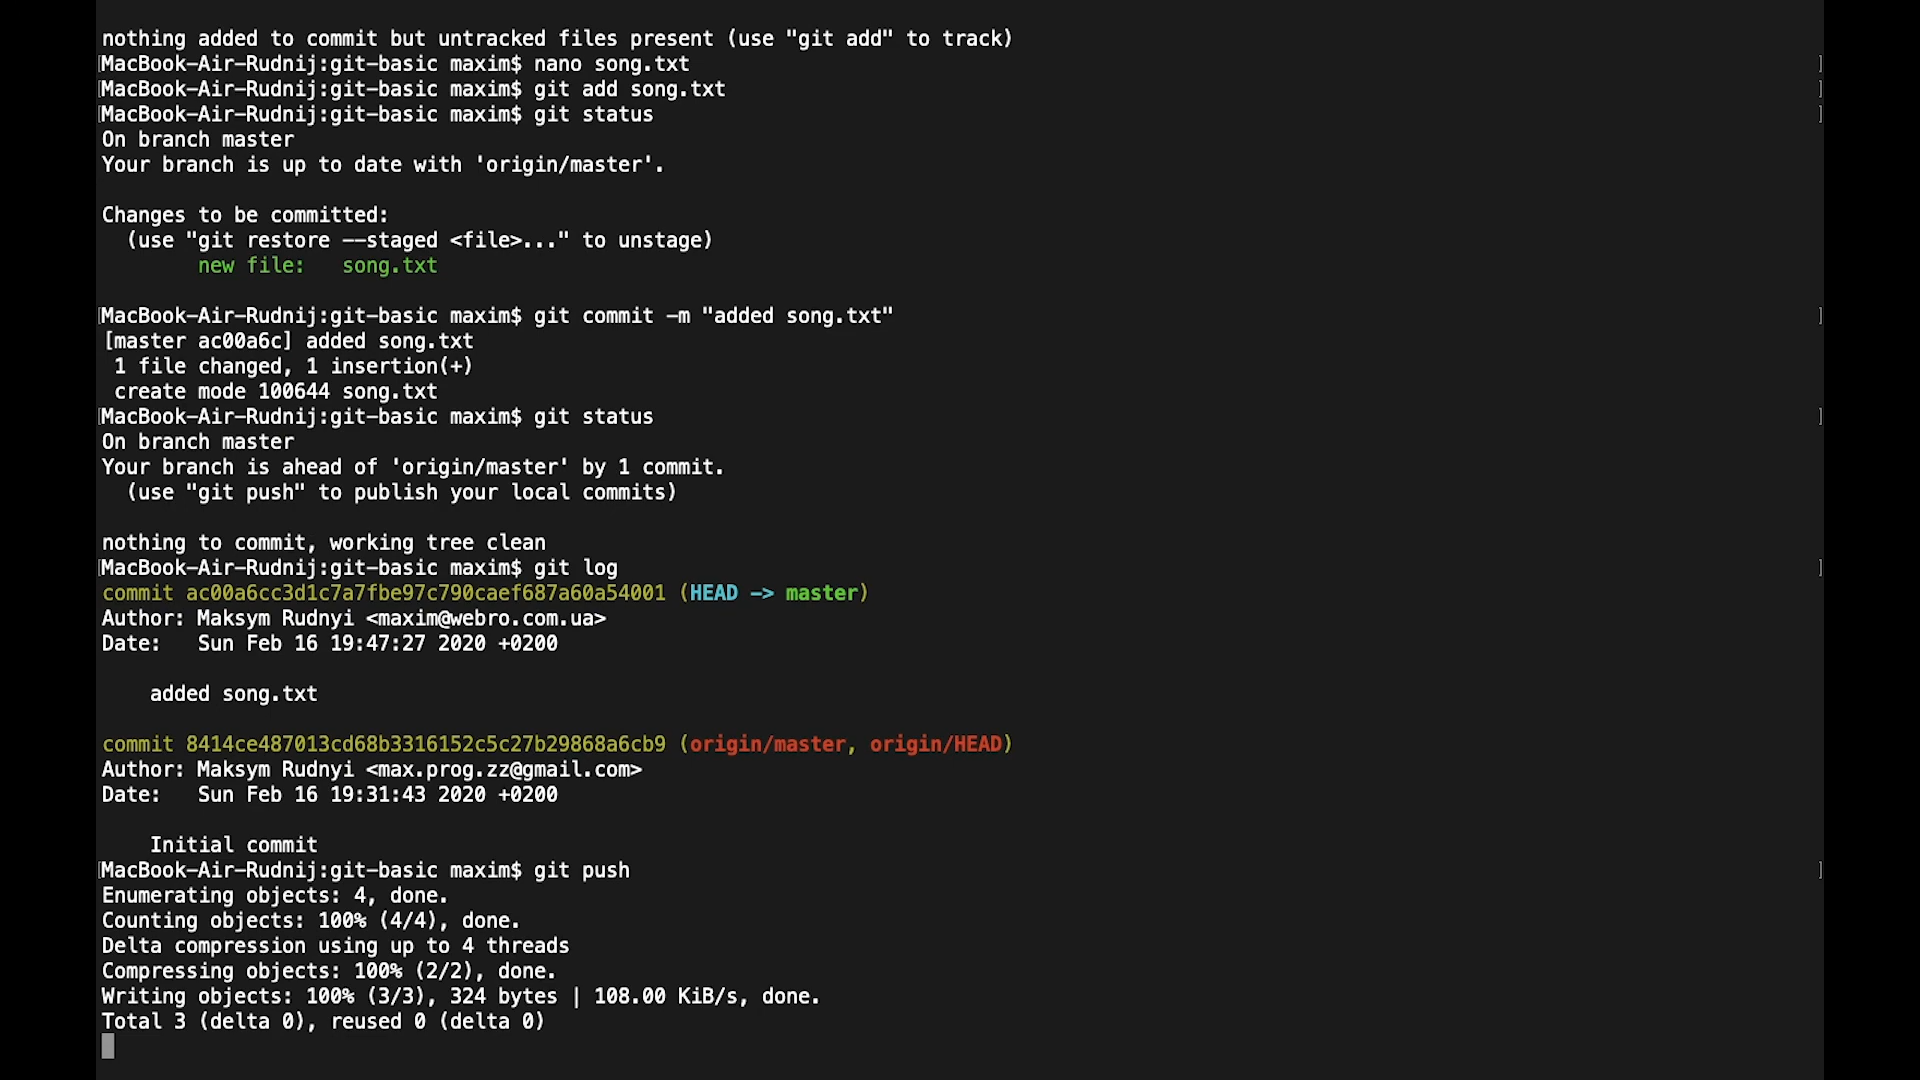 nothing added to commit but untracked files present (use "git add" to track)
[MacBook-Air-Rudnij:git-basic maxim$ nano song.txt ]
[MacBook-Air-Rudnij:git-basic maxim$ git add song.txt ]
[MacBook-Air-Rudnij:git-basic maxim$ git status ]
On branch master
Your branch is up to date with 'origin/master'.
Changes to be committed:
  (use "git restore --staged <file>..." to unstage)
        new file:   song.txt
[MacBook-Air-Rudnij:git-basic maxim$ git commit -m "added song.txt" ]
[master ac00a6c] added song.txt
 1 file changed, 1 insertion(+)
 create mode 100644 song.txt
[MacBook-Air-Rudnij:git-basic maxim$ git status ]
On branch master
Your branch is ahead of 'origin/master' by 1 commit.
  (use "git push" to publish your local commits)
nothing to commit, working tree clean
[MacBook-Air-Rudnij:git-basic maxim$ git log ]
commit ac00a6cc3d1c7a7fbe97c790caef687a60a54001 (HEAD -> master)
Author: Maksym Rudnyi <maxim@webro.com.ua>
Date:   Sun Feb 16 19:47:27 2020 +0200
    added song.txt
commit 8414ce487013cd68b3316152c5c27b29868a6cb9 (origin/master, origin/HEAD)
Author: Maksym Rudnyi <max.prog.zz@gmail.com>
Date:   Sun Feb 16 19:31:43 2020 +0200
    Initial commit
[MacBook-Air-Rudnij:git-basic maxim$ git push ]
Enumerating objects: 4, done.
Counting objects: 100% (4/4), done.
Delta compression using up to 4 threads
Compressing objects: 100% (2/2), done.
Writing objects: 100% (3/3), 324 bytes | 108.00 KiB/s, done.
Total 3 (delta 0), reused 0 (delta 0)